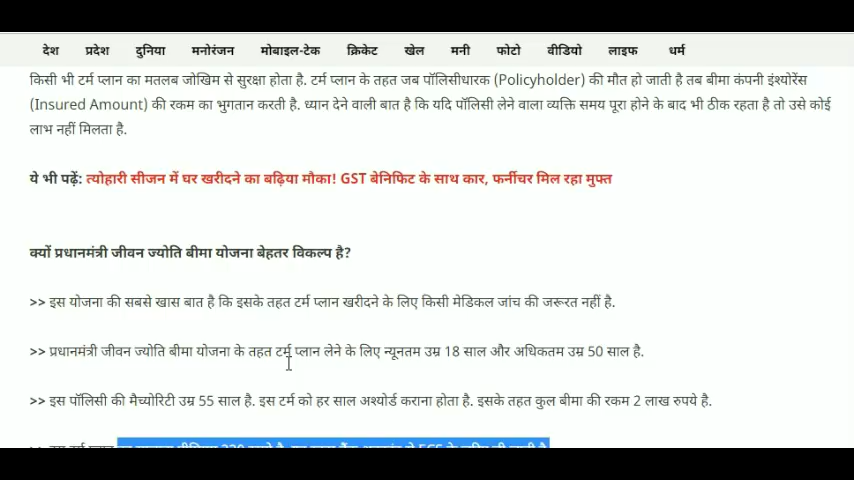 देश प्रदेश दुनिया मनोरंजन मोबाइल-टेक क्रिकेट खेल मनी फोटो वीडियो लाइफ धर्म
किसी भी टर्म प्लान का मतलब जोखिम से सुरक्षा होता है. टर्म प्लान के तहत जब पॉलिसीधारक (Policyholder) की मौत हो जाती है तब बीमा कंपनी इंश्योरेंस
(Insured Amount) की रकम का भुगतान करती है. ध्यान देने वाली बात है कि यदि पॉलिसी लेने वाला व्यक्ति समय पूरा होने के बाद भी ठीक रहता है तो उसे कोई
लाभ नहीं मिलता है.
ये भी पढ़ें: त्योहारी सीजन में घर खरीदने का बढ़िया मौका! GST बेनिफिट के साथ कार, फर्नीचर मिल रहा मुफ्त
क्यों प्रधानमंत्री जीवन ज्योति बीमा योजना बेहतर विकल्प है?
>> इस योजना की सबसे खास बात है कि इसके तहत टर्म प्लान खरीदने के लिए किसी मेडिकल जांच की जरूरत नहीं है.
>> प्रधानमंत्री जीवन ज्योति बीमा योजना के तहत टर्म प्लान लेने के लिए न्यूनतम उम्र 18 साल और अधिकतम उम्र 50 साल है.
>> इस पॉलिसी की मैच्योरिटी उम्र 55 साल है. इस टर्म को हर साल अश्योर्ड कराना होता है. इसके तहत कुल बीमा की रकम 2 लाख रुपये है.